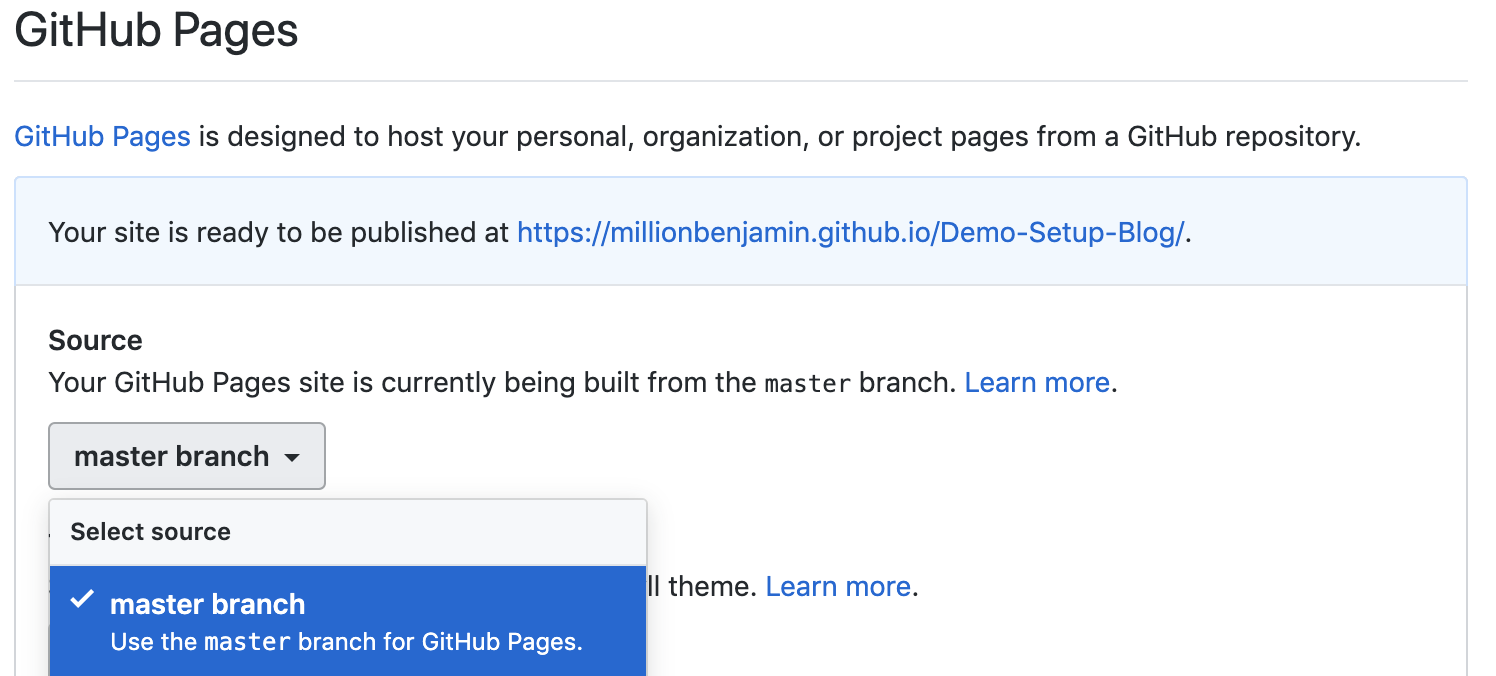 GitHub Pages
GitHub Pages is designed to host your personal, organization, or project pages from a GitHub repository.
Your site is ready to be published at https://millionbenjamin.github.io/Demo-Setup-Blog/.
Source
Your GitHub Pages site is currently being built from the master branch. Learn more.
master branch
Select source
theme. Learn more.
master branch
Use the master branch for GitHub Pages.